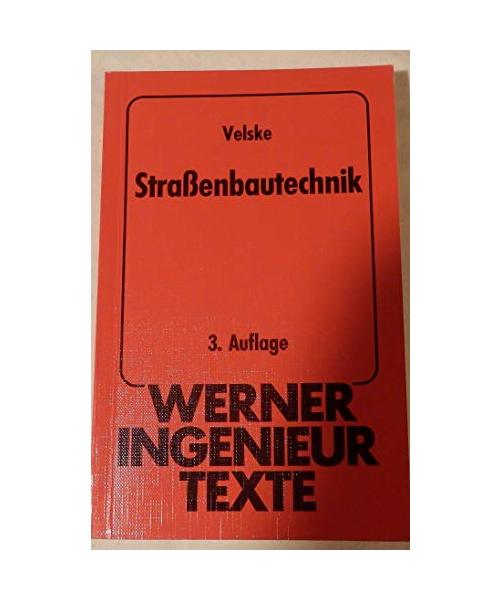 Velske
Straßenbautechnik
3. Auflage
WERNER
INGENIEUR
TEXTE